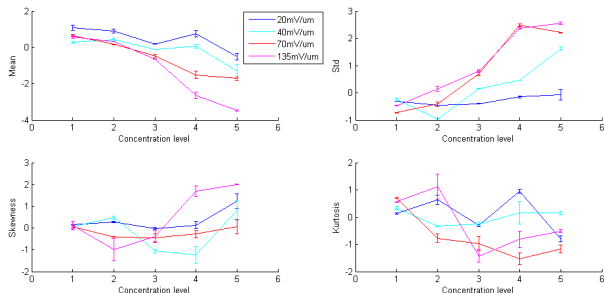 2
0
-2
-4
Mean
0 1 2 3 4 5 6
Concentration level
20mV/um
40mV/um
70mV/um
135mV/um
3
2
1
0
-1
Std
0 1 2 3 4 5 6
Concentration level
3
2
1
0
-1
-2
Skewness
0 1 2 3 4 5 6
Concentration level
2
1
0
-1
-2
Kurtosis
0 1 2 3 4 5 6
Concentration level